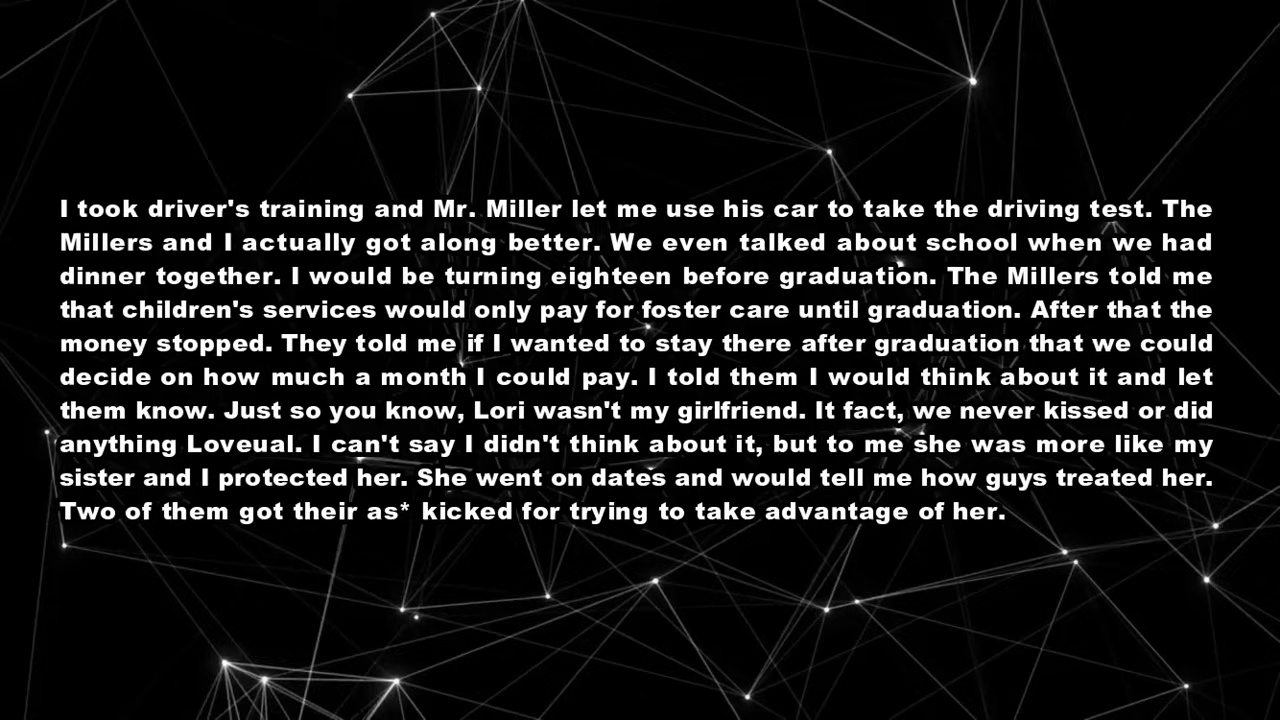 I took driver's training and Mr. Miller let me use his car to take the driving test. The
Millers and I actually got along better. We even talked about school when we had
dinner together. I would be turning eighteen before graduation. The Millers told me
that children's services would only pay for foster care until graduation. After that the
money stopped. They told me if I wanted to stay there after graduation that we could
decide on how much a month I could pay. I told them I would think about it and let
them know. Just so you know, Lori wasn't my girlfriend. It fact, we never kissed or did
anything Loveual. I can't say I didn't think about it, but to me she was more like my
sister and I protected her. She went on dates and would tell me how guys treated her.
Two of them got their as* kicked for trying to take advantage of her.